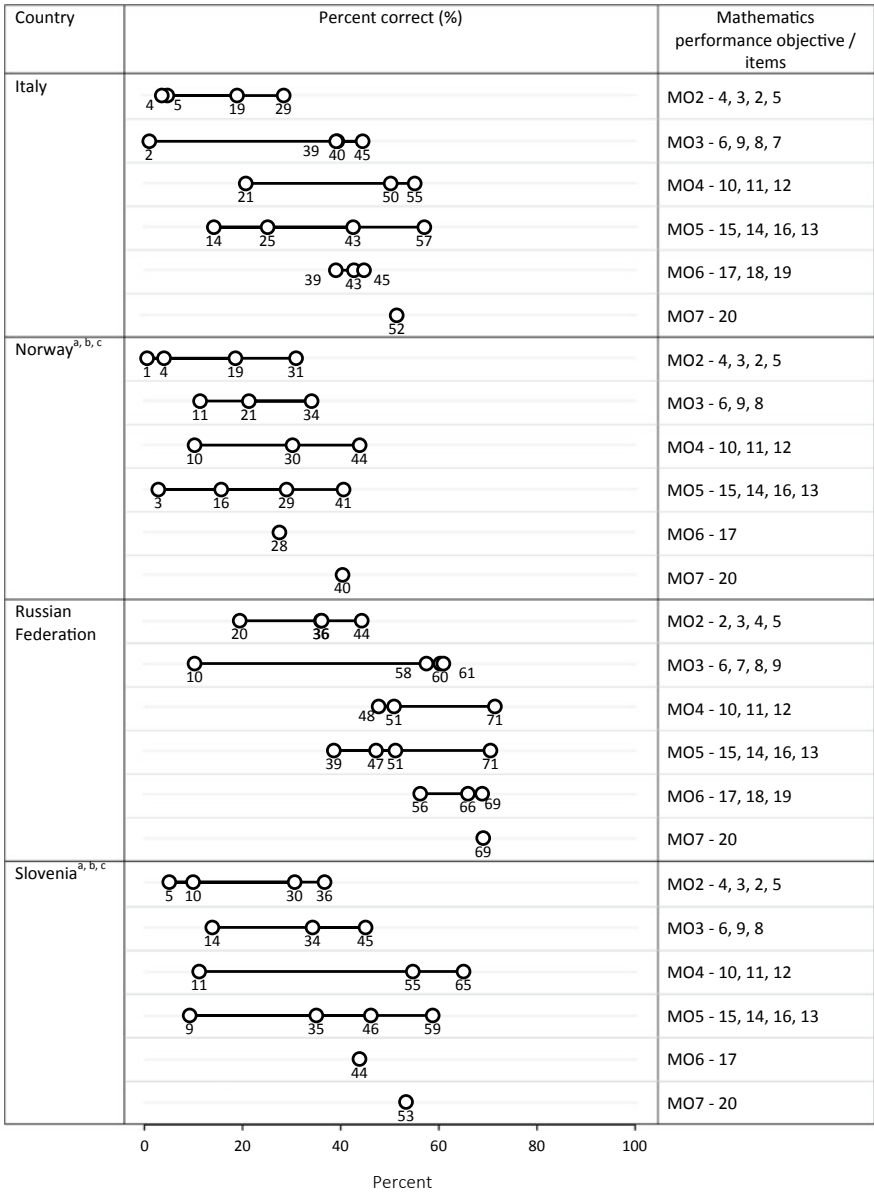 Country Percent correct (%) Mathematics
performance objective /
items
Italy
4 5 19 29 MO2 - 4, 3, 2, 5
2 39 40 45 MO3 - 6, 9, 8, 7
21 50 55 MO4 - 10, 11, 12
14 25 43 57 MO5 - 15, 14, 16, 13
39 43 45 MO6 - 17, 18, 19
52 MO7 - 20
Norway a, b, c
1 4 19 31 MO2 - 4, 3, 2, 5
11 21 34 MO3 - 6, 9, 8
10 30 44 MO4 - 10, 11, 12
3 16 29 41 MO5 - 15, 14, 16, 13
28 MO6 - 17
40 MO7 - 20
Russian
Federation
20 36 44 MO2 - 2, 3, 4, 5
10 58 60 61 MO3 - 6, 7, 8, 9
48 51 71 MO4 - 10, 11, 12
39 47 51 71 MO5 - 15, 14, 16, 13
56 66 69 MO6 - 17, 18, 19
69 MO7 - 20
Slovenia a, b, c
5 10 30 36 MO2 - 4, 3, 2, 5
14 34 45 MO3 - 6, 9, 8
11 55 65 MO4 - 10, 11, 12
9 35 46 59 MO5 - 15, 14, 16, 13
44 MO6 - 17
53 MO7 - 20
0 20 40 60 80 100
Percent